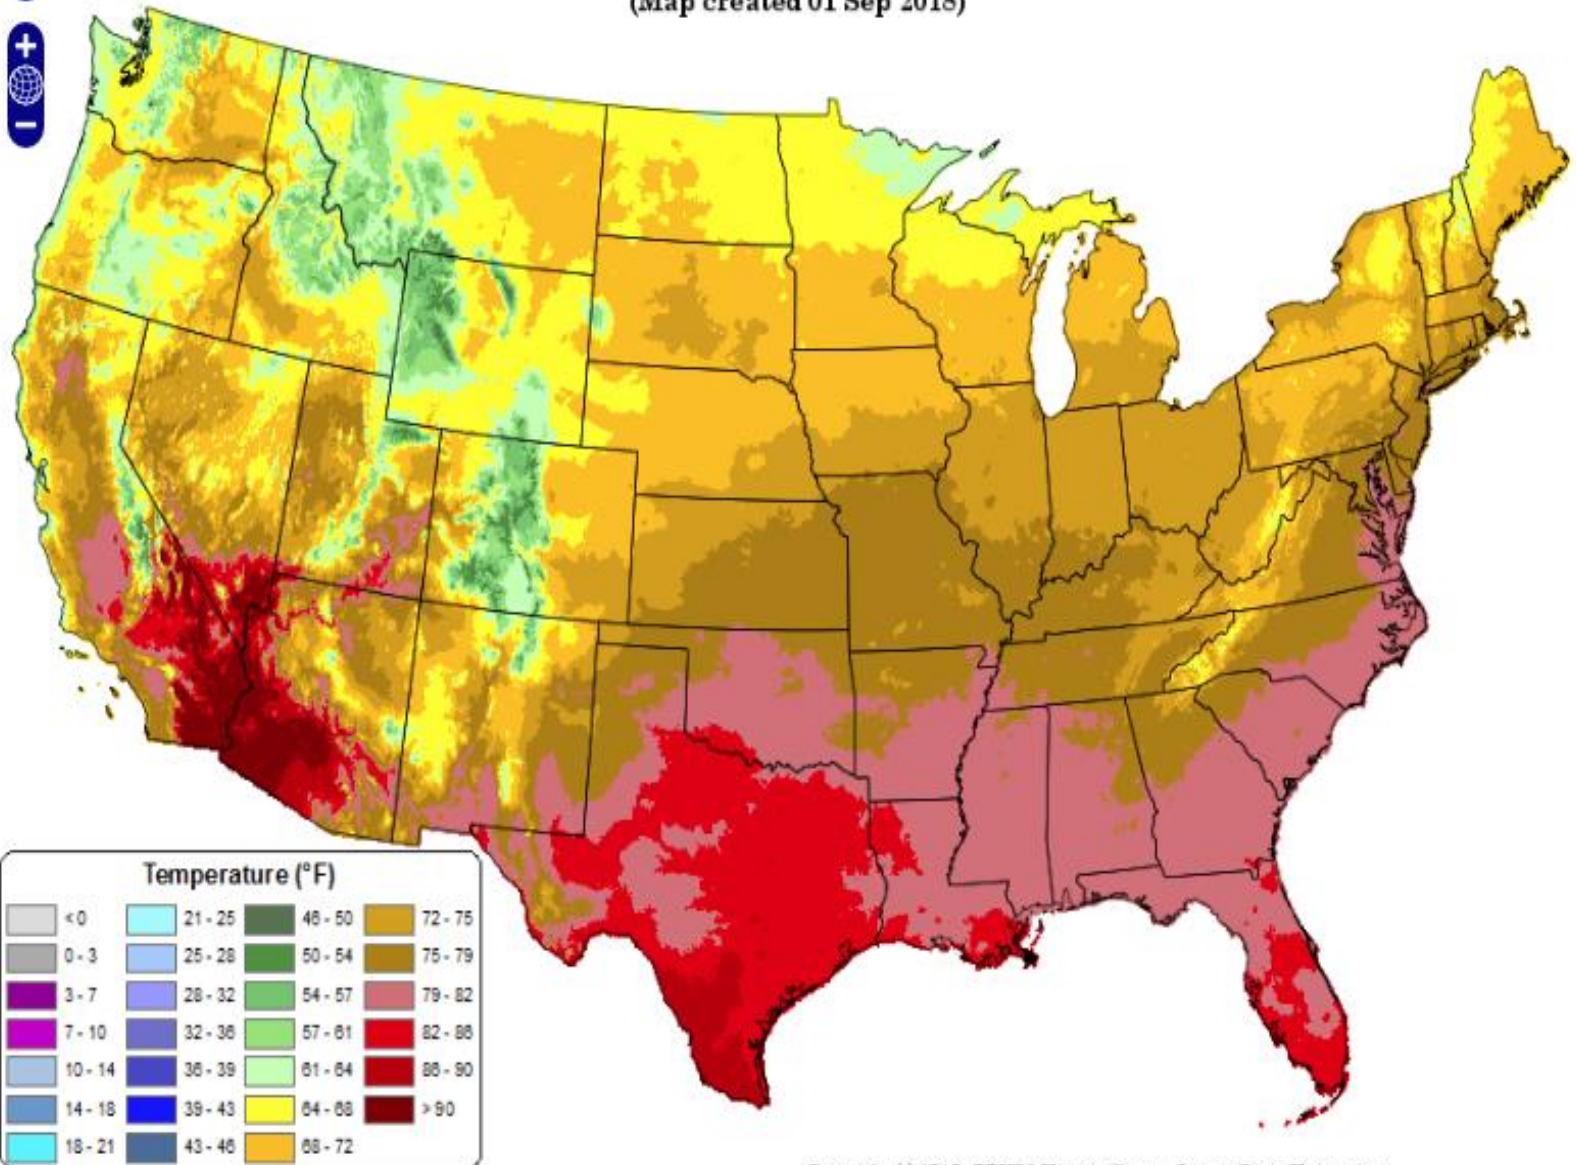 (Map created 01 Sep 2018)
+
−
Temperature (°F)
< 0
21 - 25
46 - 50
72 - 75
0 - 3
25 - 28
50 - 54
75 - 79
3 - 7
28 - 32
54 - 57
79 - 82
7 - 10
32 - 36
57 - 61
82 - 86
10 - 14
36 - 39
61 - 64
86 - 90
14 - 18
39 - 43
64 - 68
> 90
18 - 21
43 - 46
68 - 72